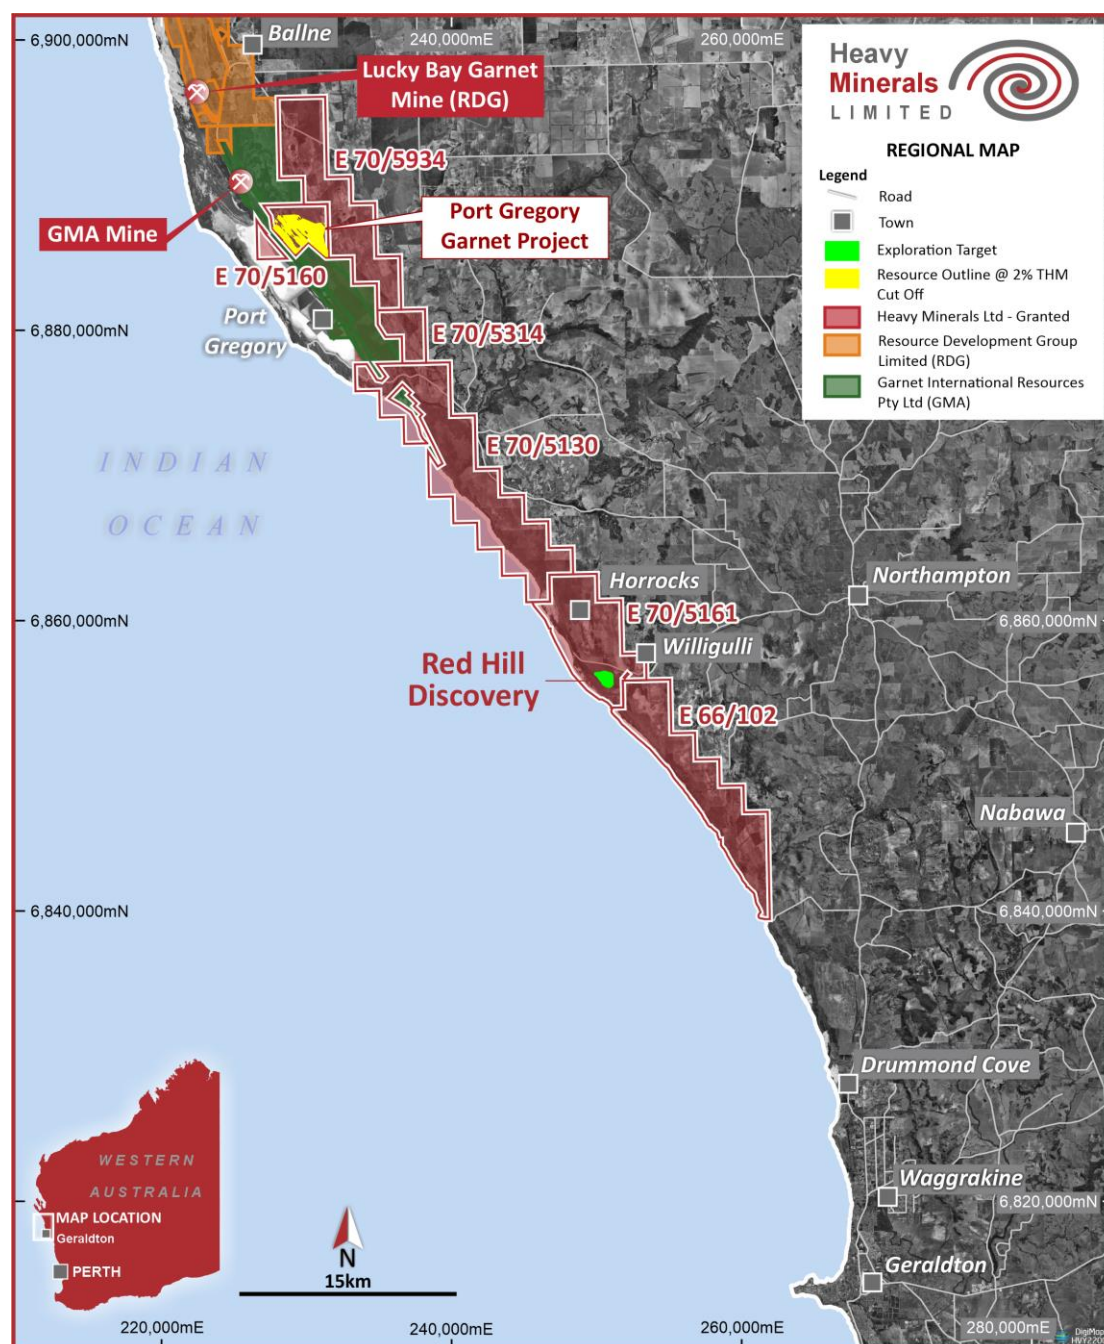 6,900,000mN
Ballne
240,000mE
260,000mE
Heavy
Minerals
LIMITED
REGIONAL MAP
Legend
Road
Town
Exploration Target
Resource Outline @ 2% THM
Cut Off
Heavy Minerals Ltd - Granted
Resource Development Group
Limited (RDG)
Garnet International Resources
Pty Ltd (GMA)
Lucky Bay Garnet
Mine (RDG)
E 70/5934
GMA Mine
Port Gregory
Garnet Project
E 70/5160
Port
Gregory
6,880,000mN
E 70/5314
INDIAN
OCEAN
E 70/5130
Horrocks
Northampton
6,860,000mN
E 70/5161
6,860,000mN
Willigulli
Red Hill
Discovery
E 66/102
Nabawa
6,840,000mN
6,840,000mN
Drummond Cove
WESTERN
AUSTRALIA
MAP LOCATION
Geraldton
PERTH
N
15km
Waggrakine
6,820,000mN
Geraldton
220,000mE
240,000mE
260,000mE
280,000mE
DigiMap